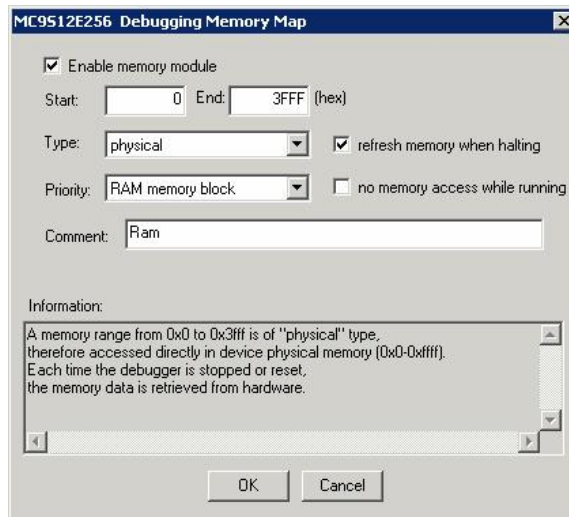 MC9S12E256 Debugging Memory Map
Enable memory module
Start: 0 End: 3FFF (hex)
Type: physical refresh memory when halting
Priority: RAM memory block no memory access while running
Comment: Ram
Information:
A memory range from 0x0 to 0x3fff is of "physical" type,
therefore accessed directly in device physical memory (0x0-0xffff).
Each time the debugger is stopped or reset,
the memory data is retrieved from hardware.
OK Cancel